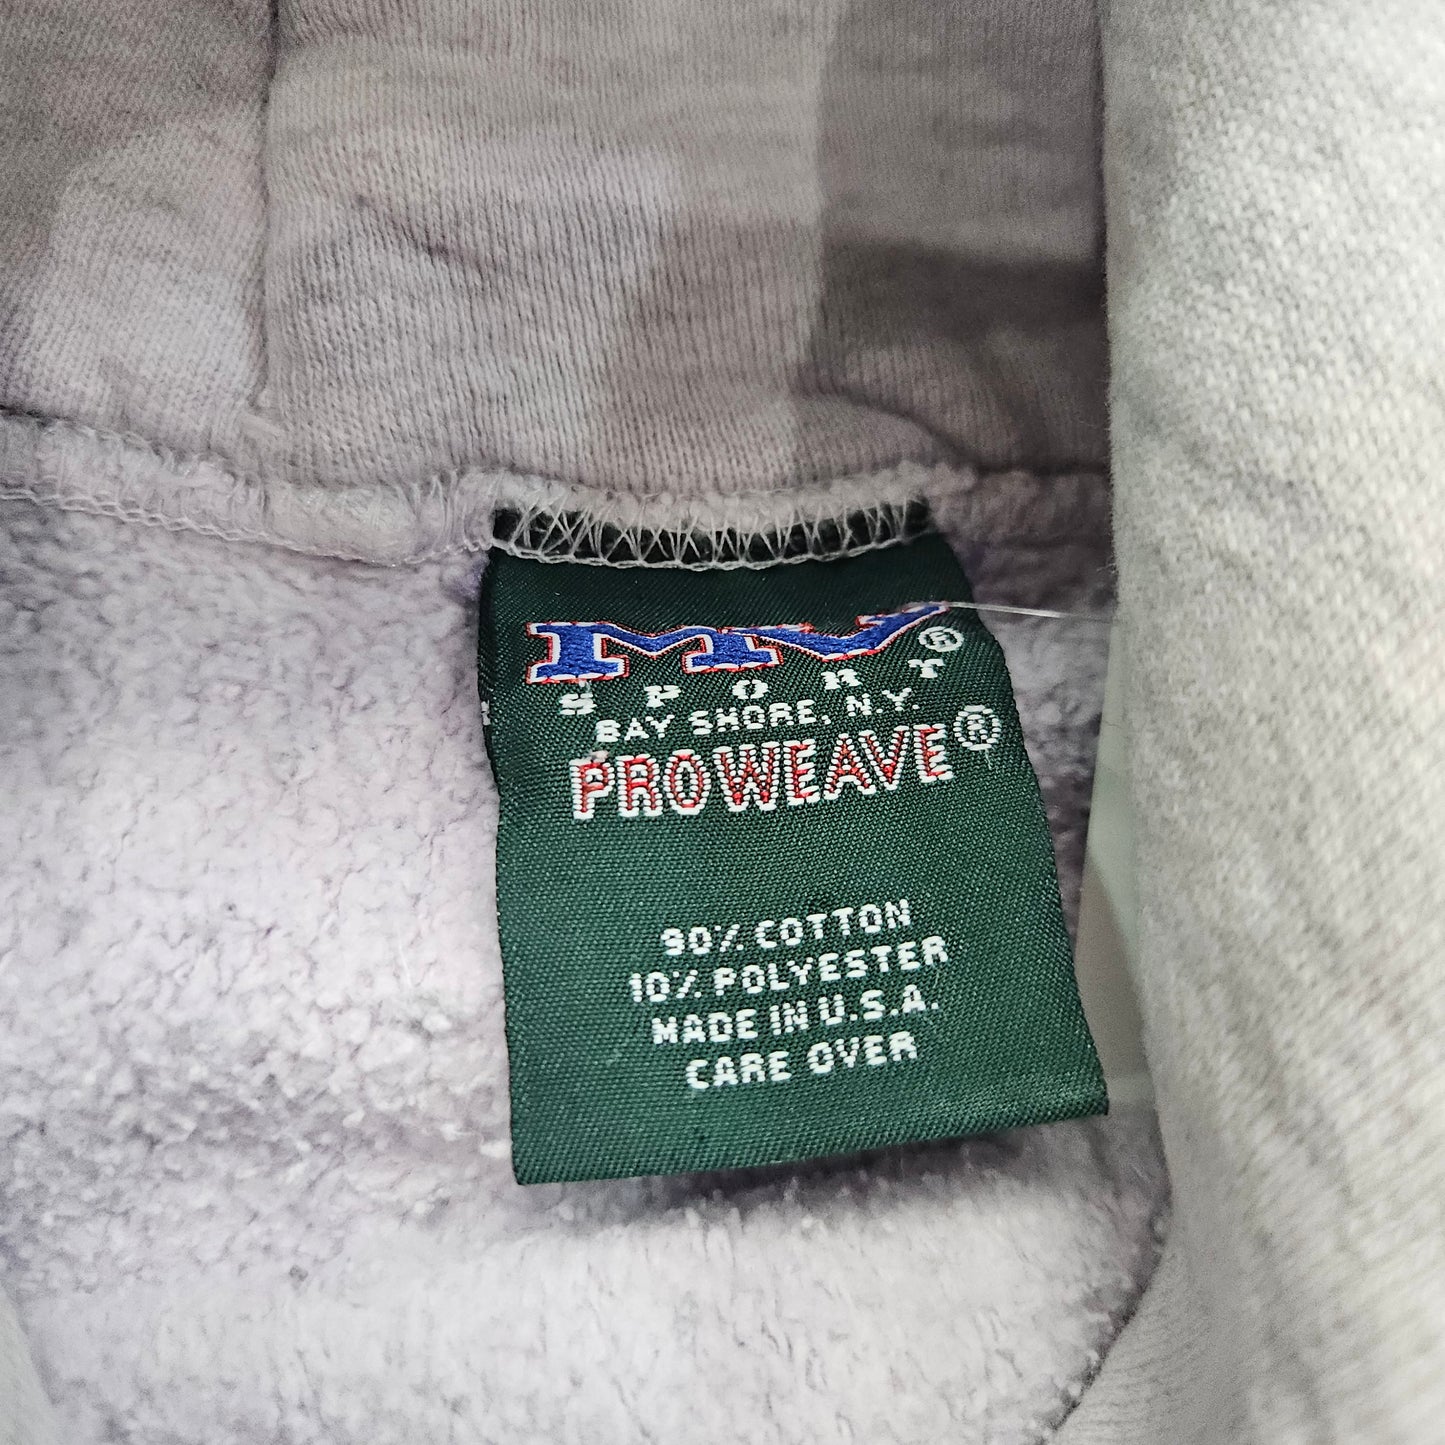 MV®
SPORT
BAY SHORE, N.Y.
PROWEAVE®
90% COTTON
10% POLYESTER
MADE IN U.S.A.
CARE OVER